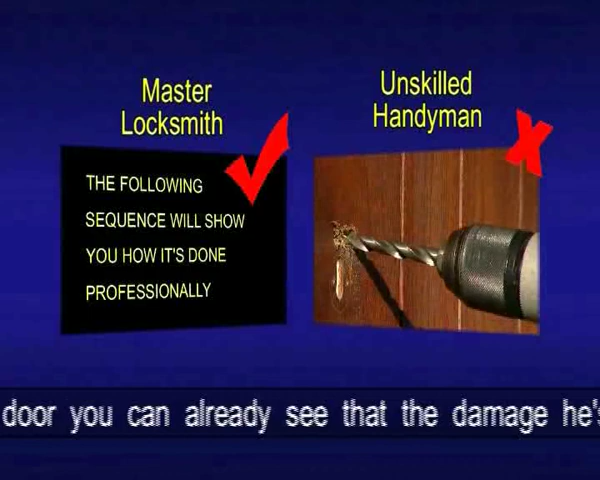 Master
Locksmith
Unskilled
Handyman
THE FOLLOWING
SEQUENCE WILL SHOW
YOU HOW IT'S DONE
PROFESSIONALLY
door you can already see that the damage he's